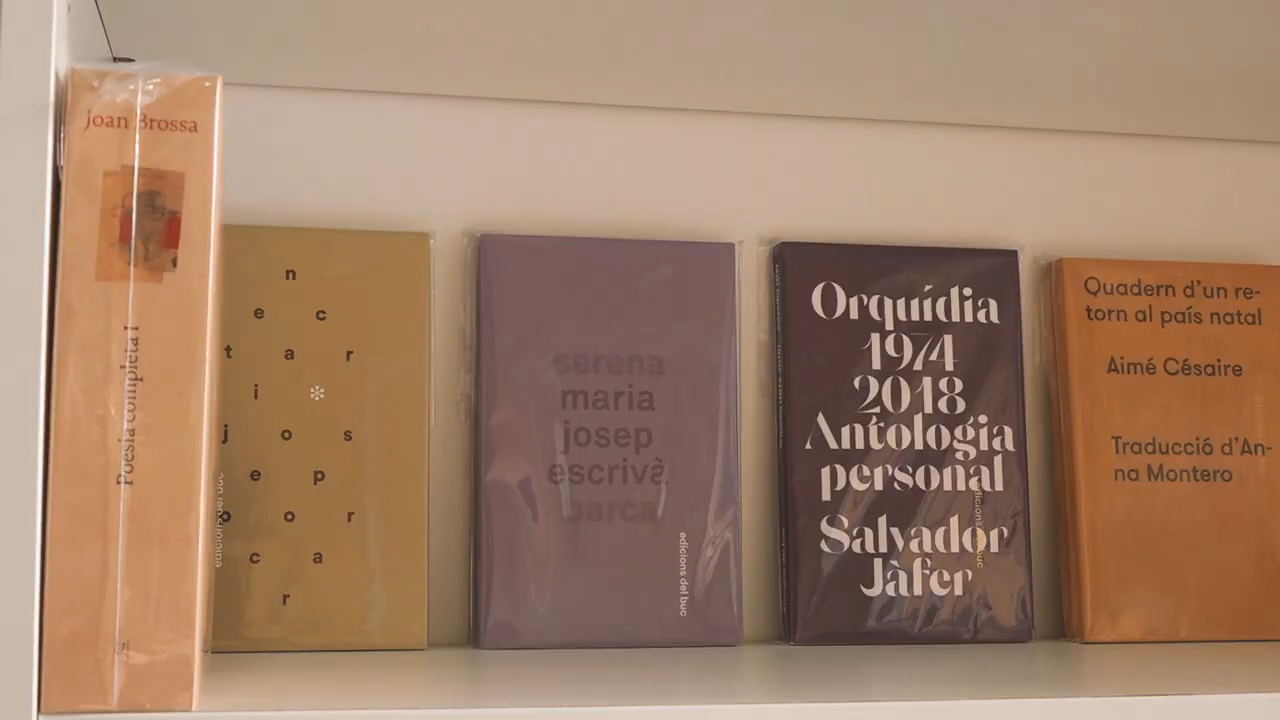 Joan Brossa
Poesia completa I
n
e c
t a r
i *
j o s
e p
b o r
c a
r
edicions del buc
serena
maria
josep
escrivà.
barca
edicions del buc
Orquídia
1974
2018
Antologia
personal
Salvador
Jàfer
edicions del buc
Quadern d'un re-
torn al país natal
Aimé Césaire
Traducció d'An-
na Montero